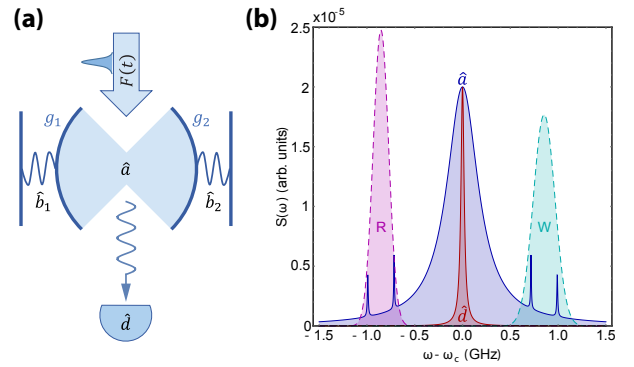 (a)
F(t)
g₁
g₂
â
b̂₁
b̂₂
d̂
(b)
x10⁻⁵
2.5
2
1.5
1
0.5
0
S(ω) (arb. units)
â
R
W
d̂
- 1.5 - 1.0 - 0.5 0.0 0.5 1.0 1.5
ω - ω_c (GHz)